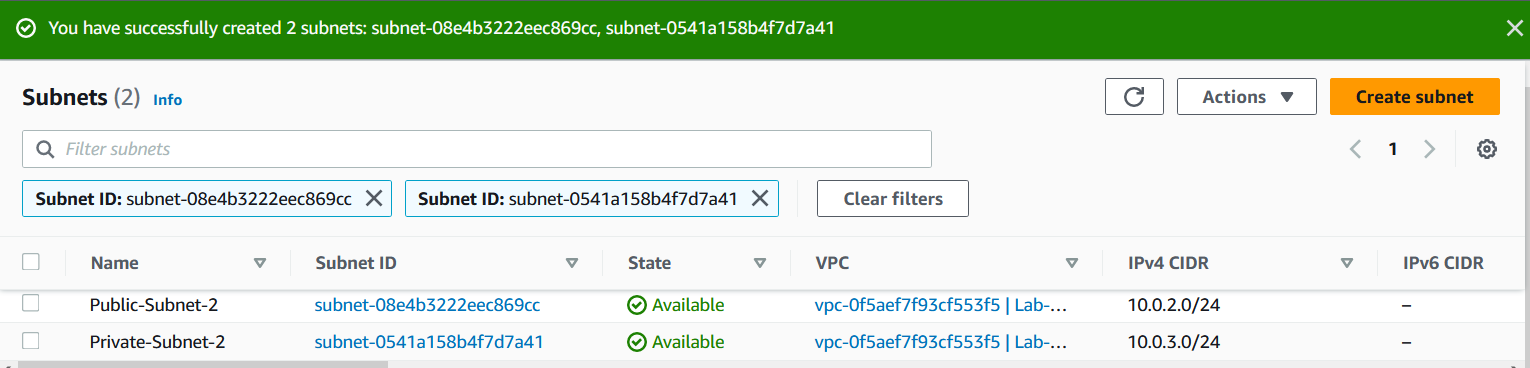 You have successfully created 2 subnets: subnet-08e4b3222eec869cc, subnet-0541a158b4f7d7a41
Subnets (2) Info Actions Create subnet
Filter subnets 1
Subnet ID: subnet-08e4b3222eec869cc Subnet ID: subnet-0541a158b4f7d7a41 Clear filters
Name Subnet ID State VPC IPv4 CIDR IPv6 CIDR
Public-Subnet-2 subnet-08e4b3222eec869cc Available vpc-0f5aef7f93cf553f5 | Lab-... 10.0.2.0/24 –
Private-Subnet-2 subnet-0541a158b4f7d7a41 Available vpc-0f5aef7f93cf553f5 | Lab-... 10.0.3.0/24 –